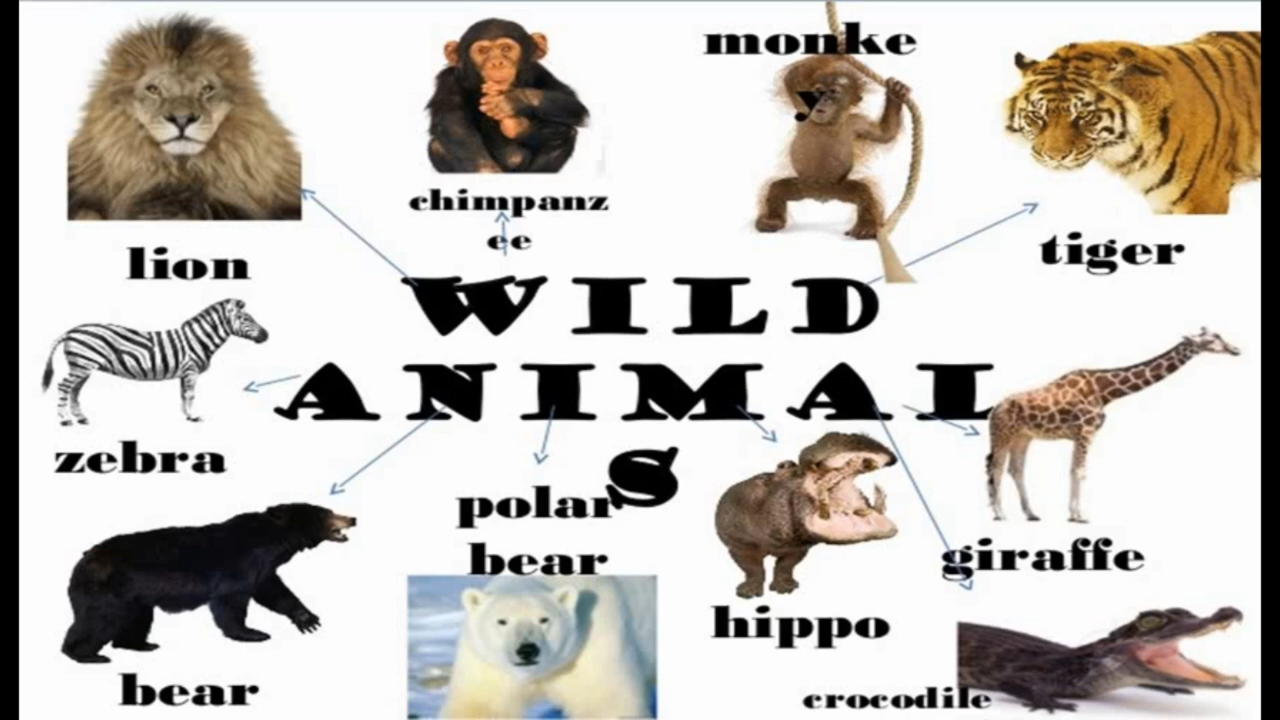 monke
y
chimpanz
ee
lion
tiger
WILD
ANIMAL
S
zebra
polar
bear
giraffe
hippo
bear
crocodile